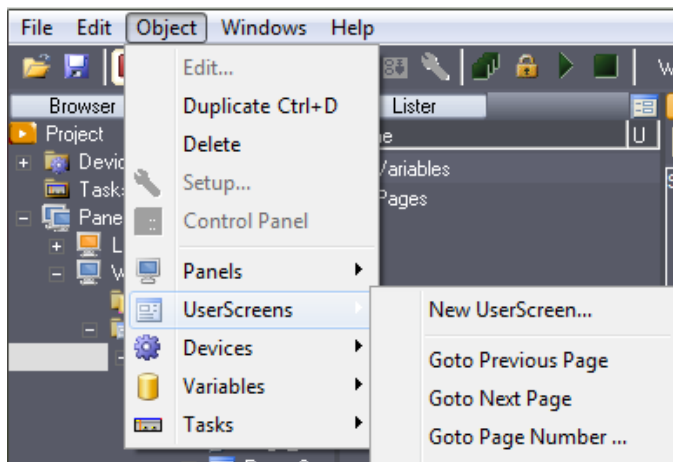 File Edit Object Windows Help
Browser
Lister
Project
U
Tasks
Variables
Pages
Edit...
Duplicate Ctrl+D
Delete
Setup...
Control Panel
Panels
UserScreens
Devices
Variables
Tasks
New UserScreen...
Goto Previous Page
Goto Next Page
Goto Page Number ...